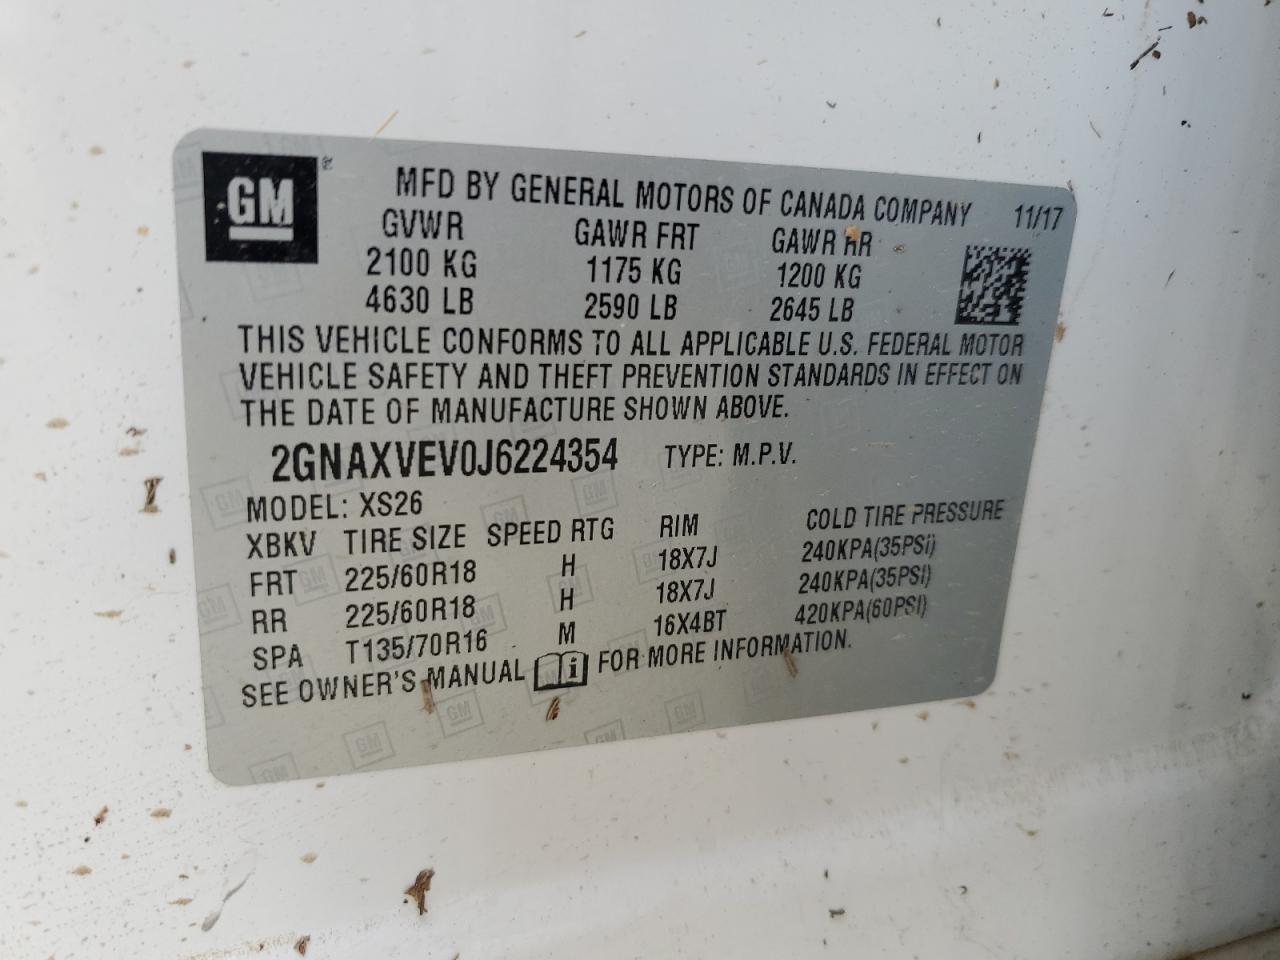 GM
MFD BY GENERAL MOTORS OF CANADA COMPANY 11/17
GVWR GAWR FRT GAWR RR
2100 KG 1175 KG 1200 KG
4630 LB 2590 LB 2645 LB
THIS VEHICLE CONFORMS TO ALL APPLICABLE U.S. FEDERAL MOTOR
VEHICLE SAFETY AND THEFT PREVENTION STANDARDS IN EFFECT ON
THE DATE OF MANUFACTURE SHOWN ABOVE.
2GNAXVEV0J6224354 TYPE: M.P.V.
MODEL: XS26
XBKV TIRE SIZE SPEED RTG RIM COLD TIRE PRESSURE
FRT 225/60R18 H 18X7J 240KPA(35PSI)
RR 225/60R18 H 18X7J 240KPA(35PSI)
SPA T135/70R16 M 16X4BT 420KPA(60PSI)
SEE OWNER'S MANUAL i FOR MORE INFORMATION.